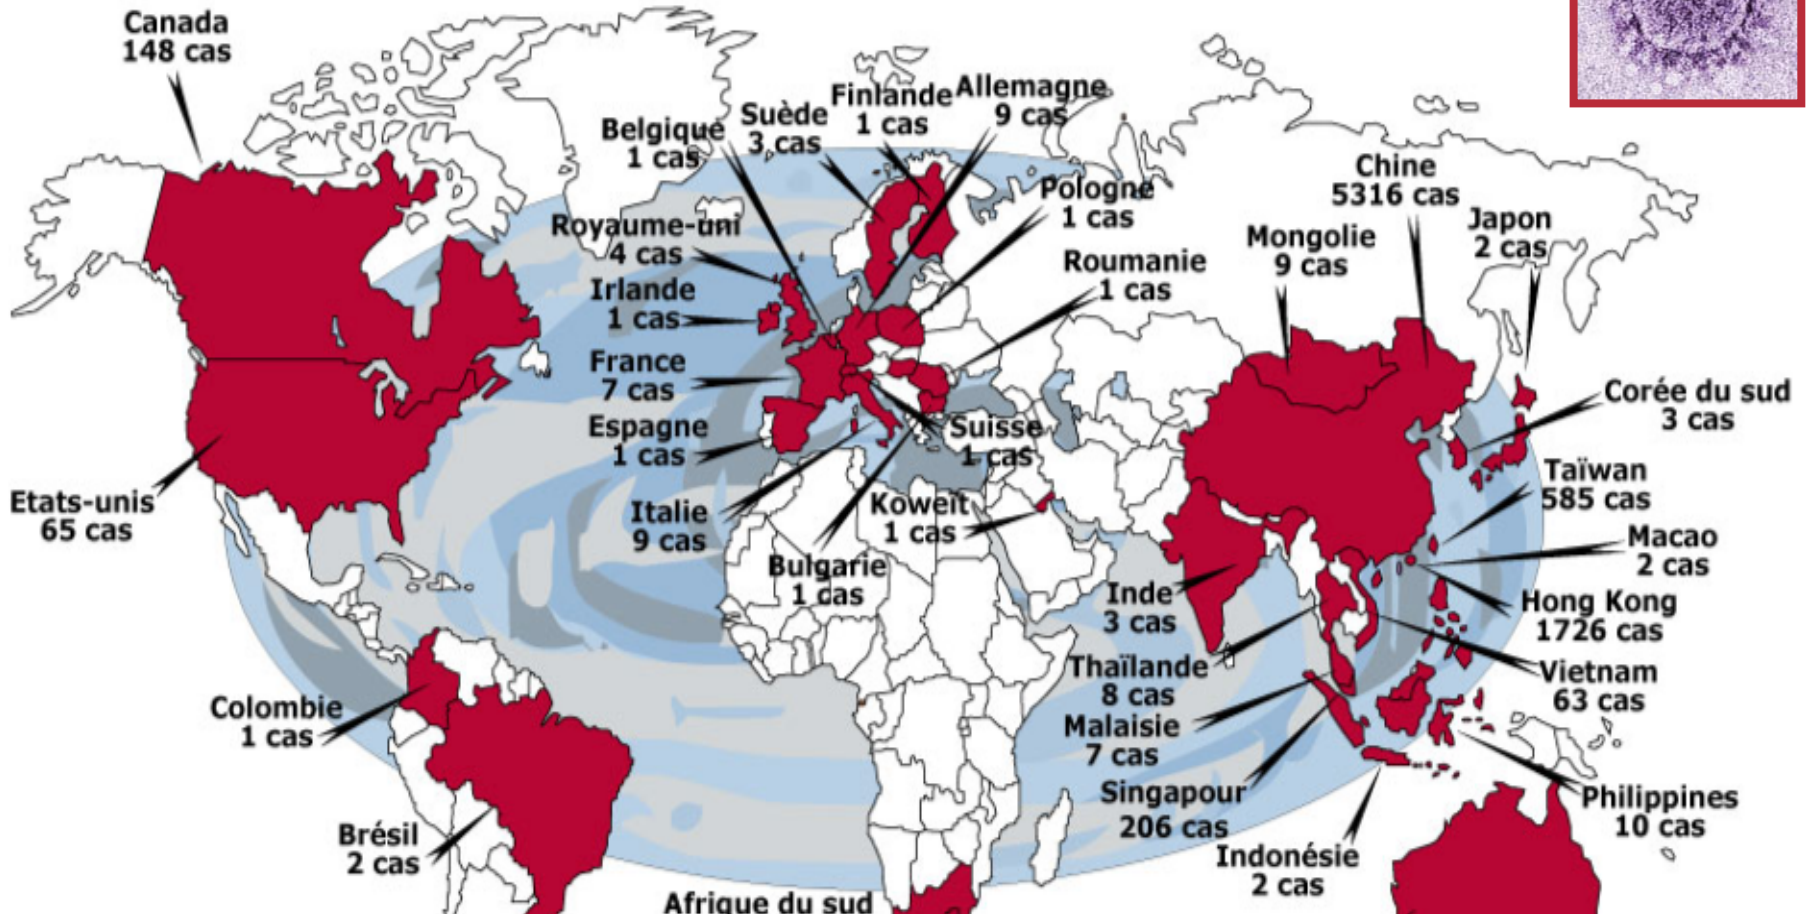 Canada
148 cas
Belgique
1 cas
Suède
3 cas
Finlande
1 cas
Allemagne
9 cas
Pologne
1 cas
Royaume-uni
4 cas
Roumanie
1 cas
Irlande
1 cas
France
7 cas
Espagne
1 cas
Suisse
1 cas
Italie
9 cas
Koweït
1 cas
Bulgarie
1 cas
Etats-unis
65 cas
Chine
5316 cas
Mongolie
9 cas
Japon
2 cas
Corée du sud
3 cas
Taïwan
585 cas
Macao
2 cas
Hong Kong
1726 cas
Vietnam
63 cas
Inde
3 cas
Thaïlande
8 cas
Malaisie
7 cas
Singapour
206 cas
Philippines
10 cas
Indonésie
2 cas
Colombie
1 cas
Brésil
2 cas
Afrique du sud